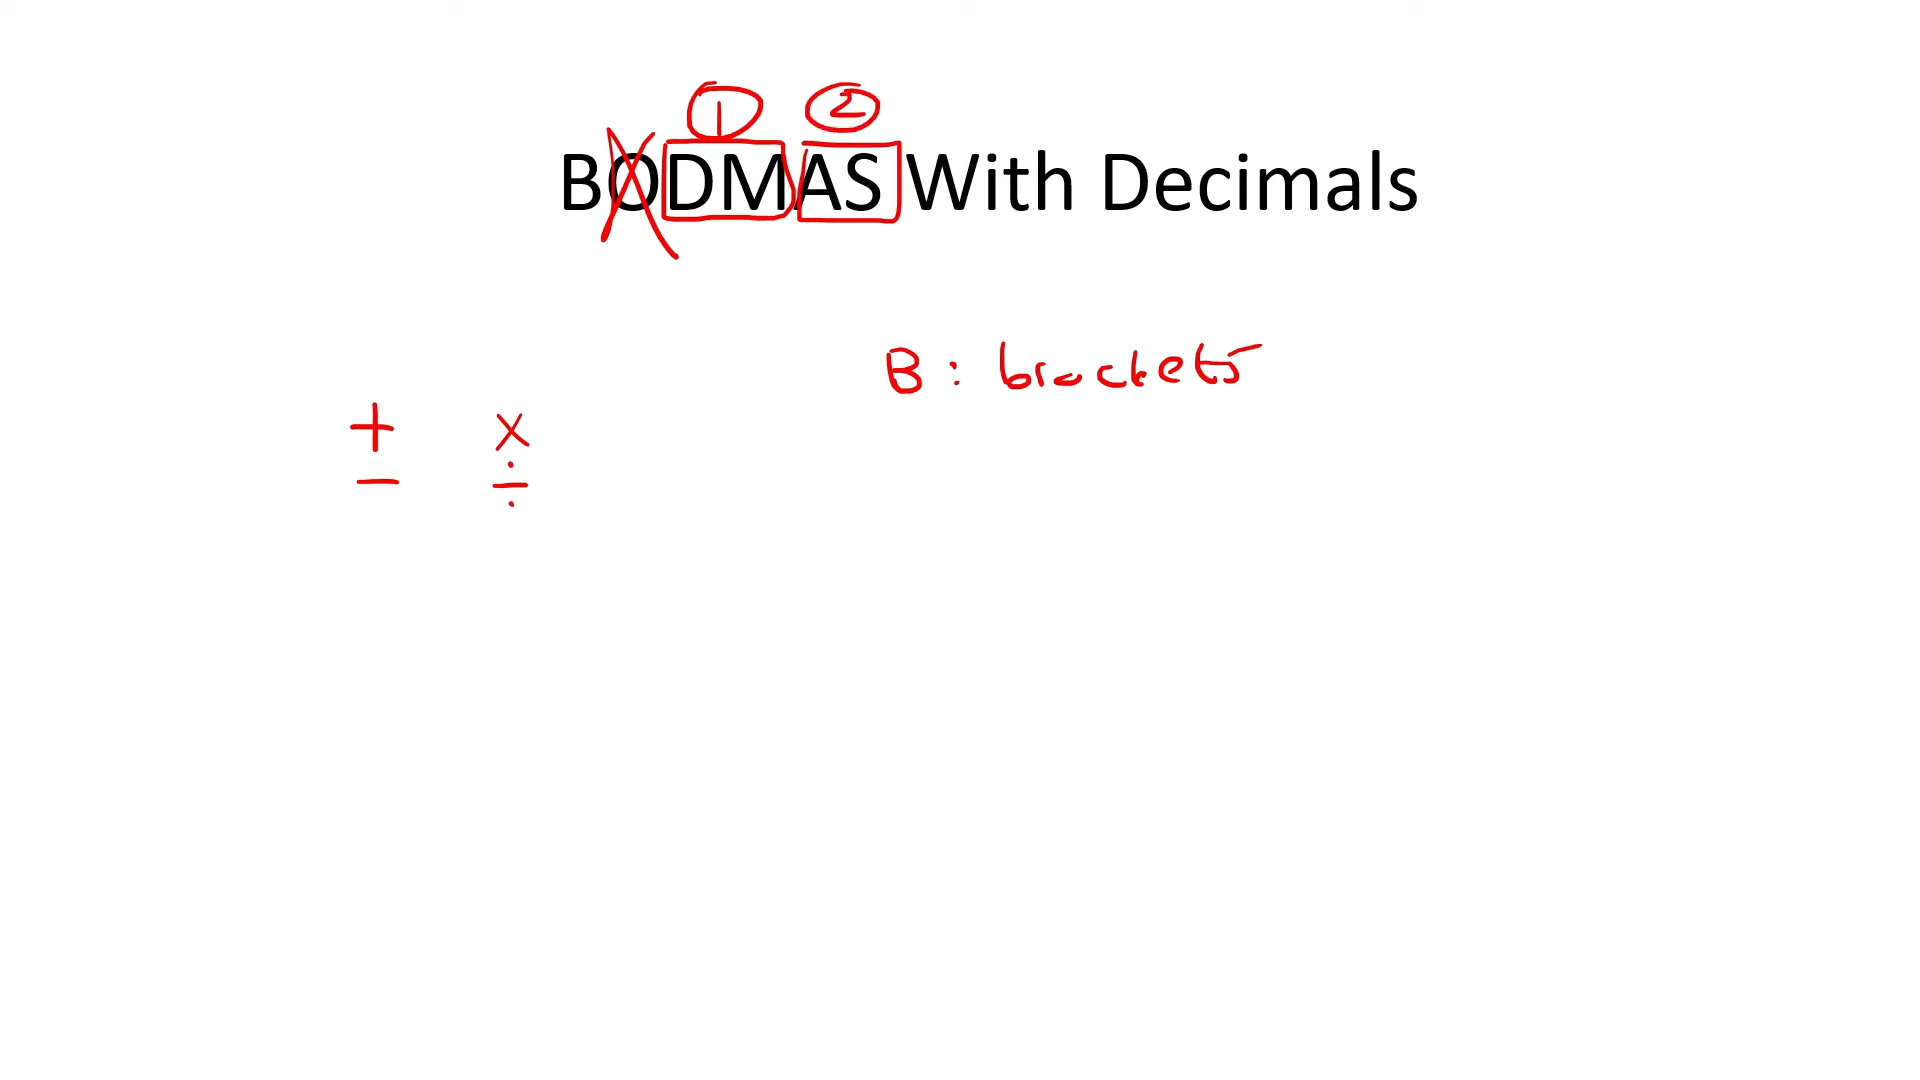 1 2
BODMAS With Decimals
B : brackets
+ ×
− ÷